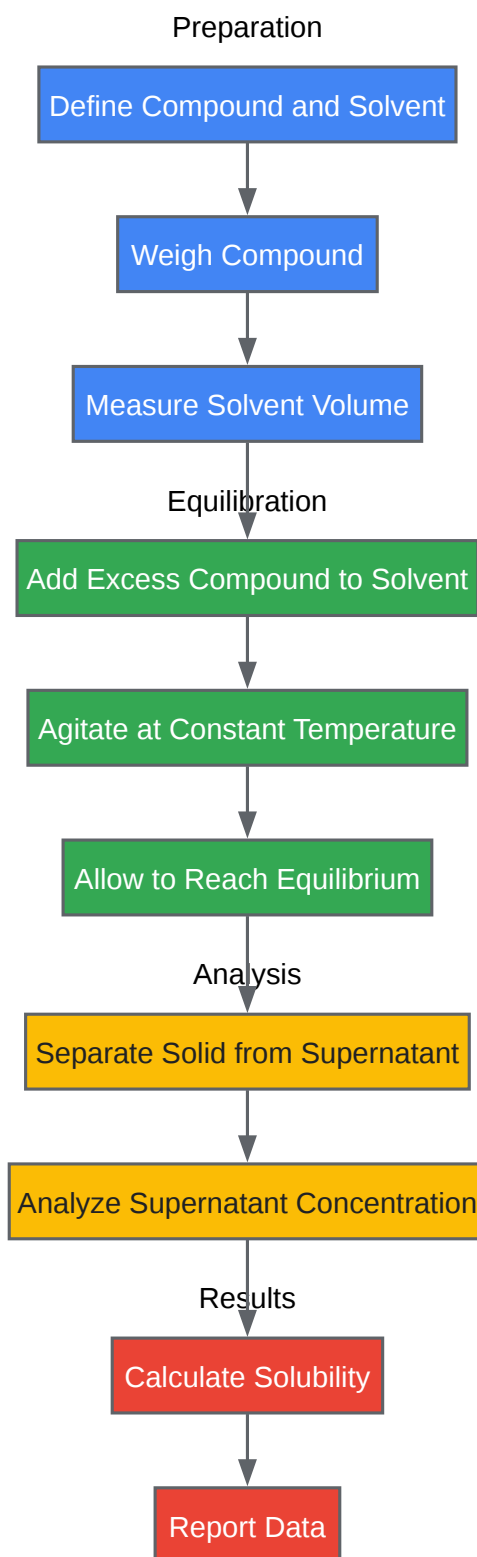 Preparation
Define Compound and Solvent
Weigh Compound
Measure Solvent Volume
Equilibration
Add Excess Compound to Solvent
Agitate at Constant Temperature
Allow to Reach Equilibrium
Analysis
Separate Solid from Supernatant
Analyze Supernatant Concentration
Results
Calculate Solubility
Report Data